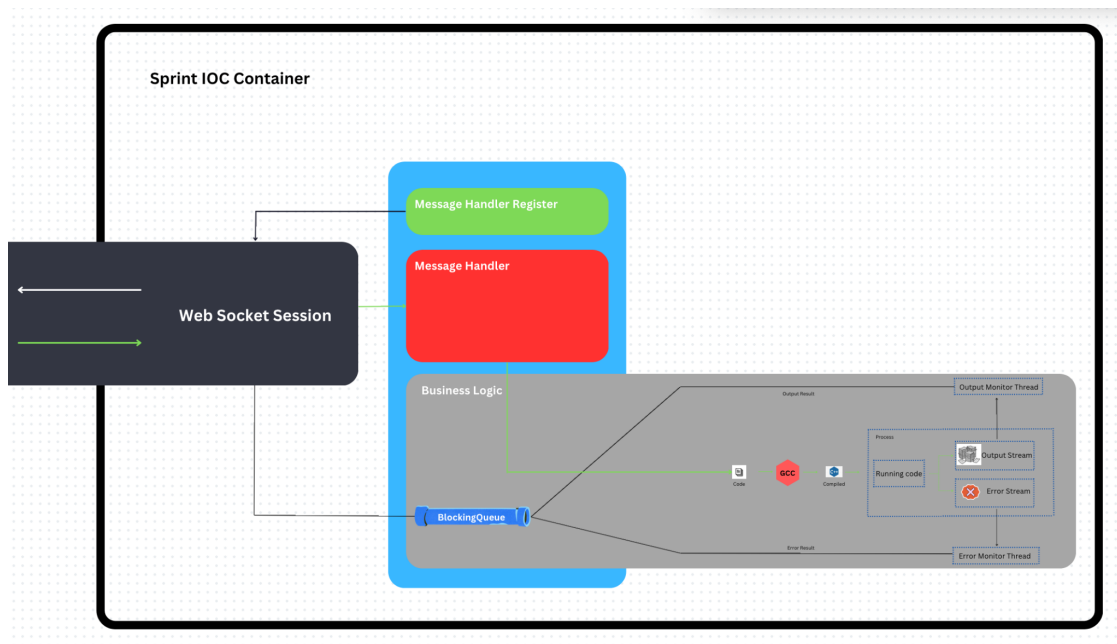 Sprint IOC Container
Message Handler Register
Message Handler
Web Socket Session
Business Logic
Output Result
Output Monitor Thread
Process
Output Stream
Running code
Code
GCC
Compiled
Error Stream
BlockingQueue
Error Result
Error Monitor Thread